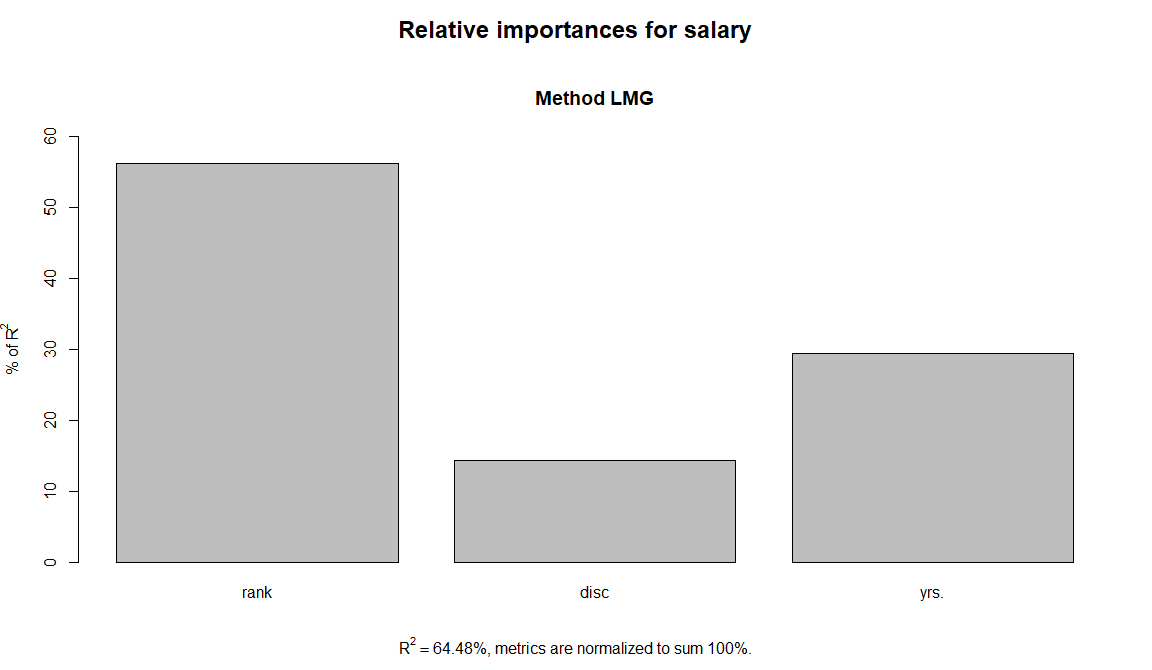 Relative importances for salary
Method LMG
% of R²
60
50
40
30
20
10
0
rank disc yrs.
R² = 64.48%, metrics are normalized to sum 100%.